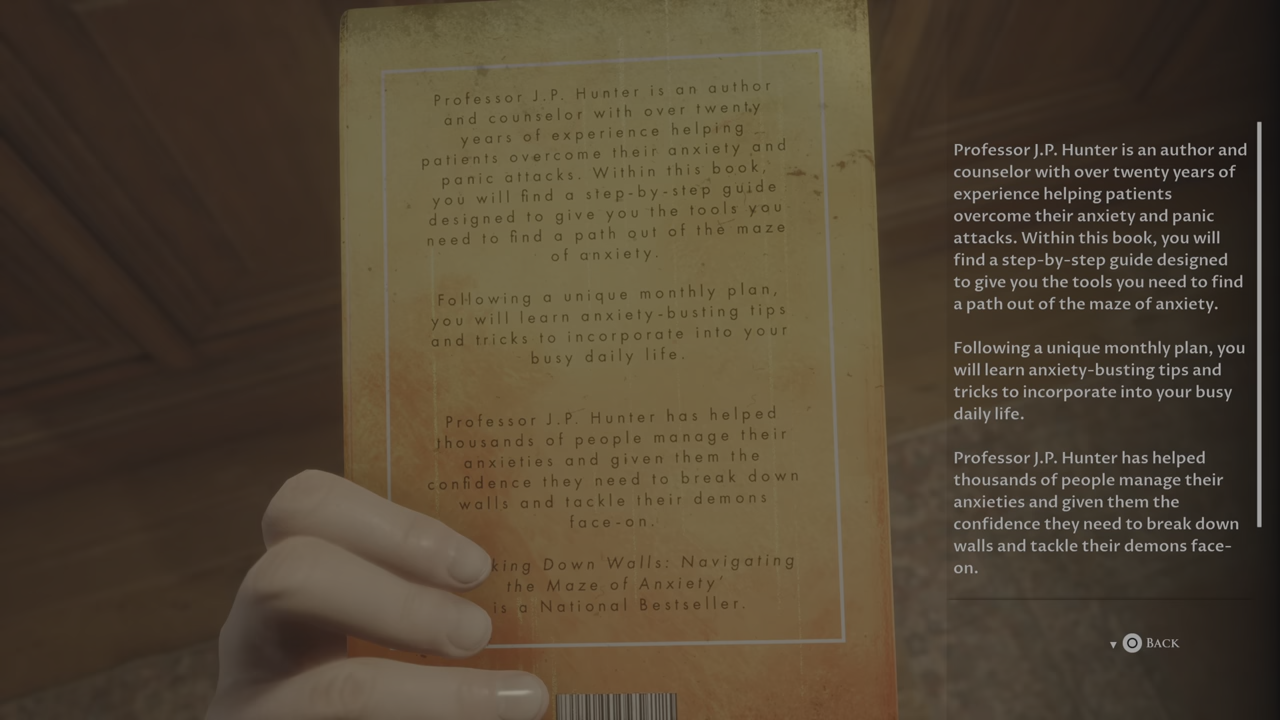 Professor J.P. Hunter is an author
and counselor with over twenty
years of experience helping
patients overcome their anxiety and
panic attacks. Within this book,
you will find a step-by-step guide
designed to give you the tools you
need to find a path out of the maze
of anxiety.
Following a unique monthly plan,
you will learn anxiety-busting tips
and tricks to incorporate into your
busy daily life.
Professor J.P. Hunter has helped
thousands of people manage their
anxieties and given them the
confidence they need to break down
walls and tackle their demons
face-on.
king Down Walls: Navigating
the Maze of Anxiety'
is a National Bestseller.
Professor J.P. Hunter is an author and
counselor with over twenty years of
experience helping patients
overcome their anxiety and panic
attacks. Within this book, you will
find a step-by-step guide designed
to give you the tools you need to find
a path out of the maze of anxiety.
Following a unique monthly plan, you
will learn anxiety-busting tips and
tricks to incorporate into your busy
daily life.
Professor J.P. Hunter has helped
thousands of people manage their
anxieties and given them the
confidence they need to break down
walls and tackle their demons face-
on.
Back